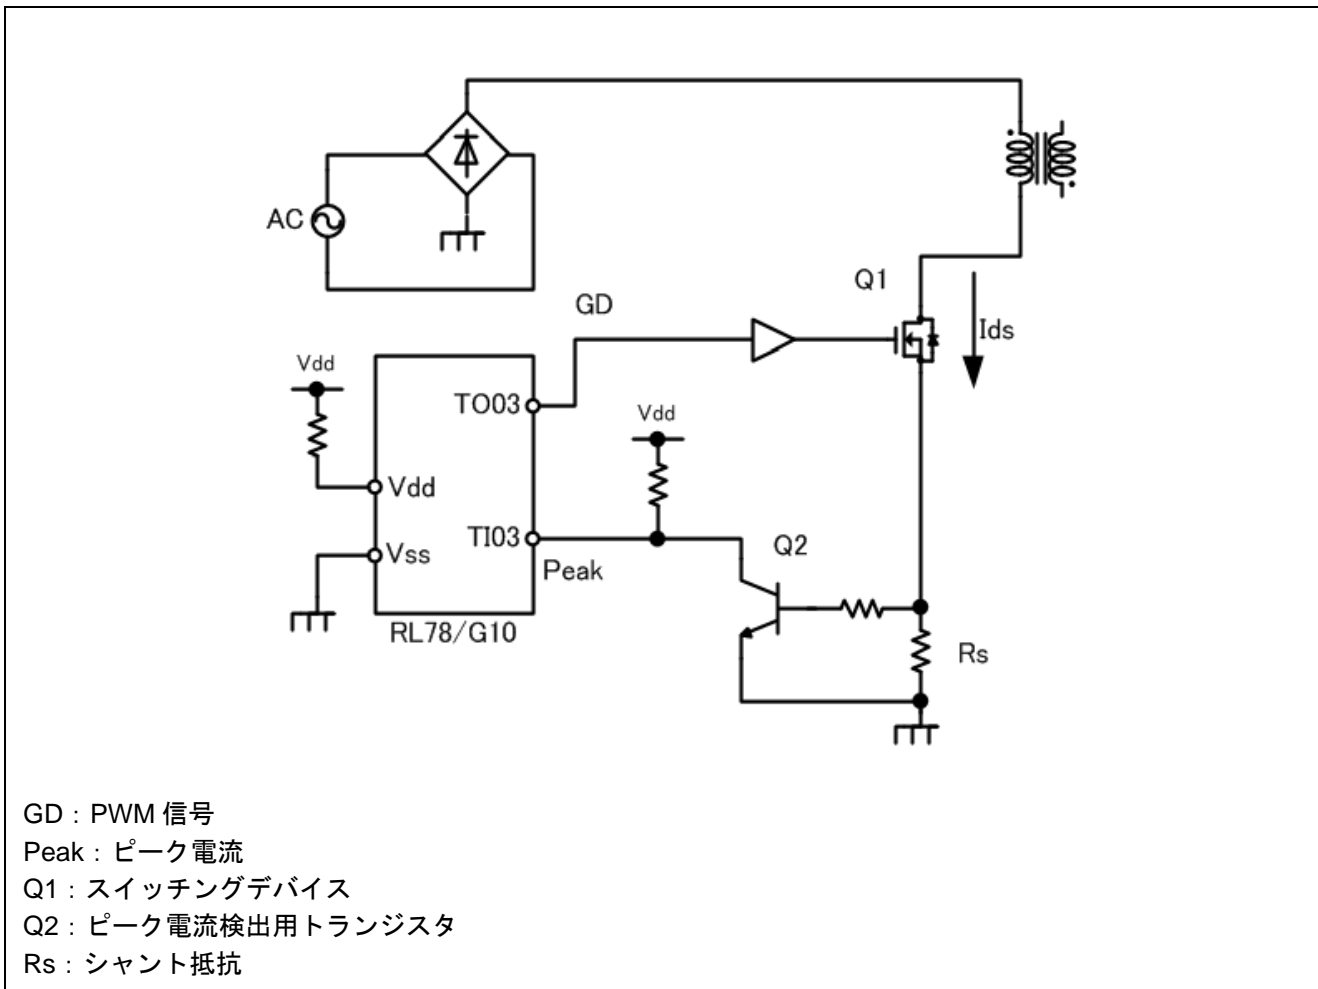 AC
Q1
GD
Ids
Vdd
TO03
Vdd
Vdd
TI03
Q2
Vss
Peak
RL78/G10
Rs
GD：PWM 信号
Peak：ピーク電流
Q1：スイッチングデバイス
Q2：ピーク電流検出用トランジスタ
Rs：シャント抵抗